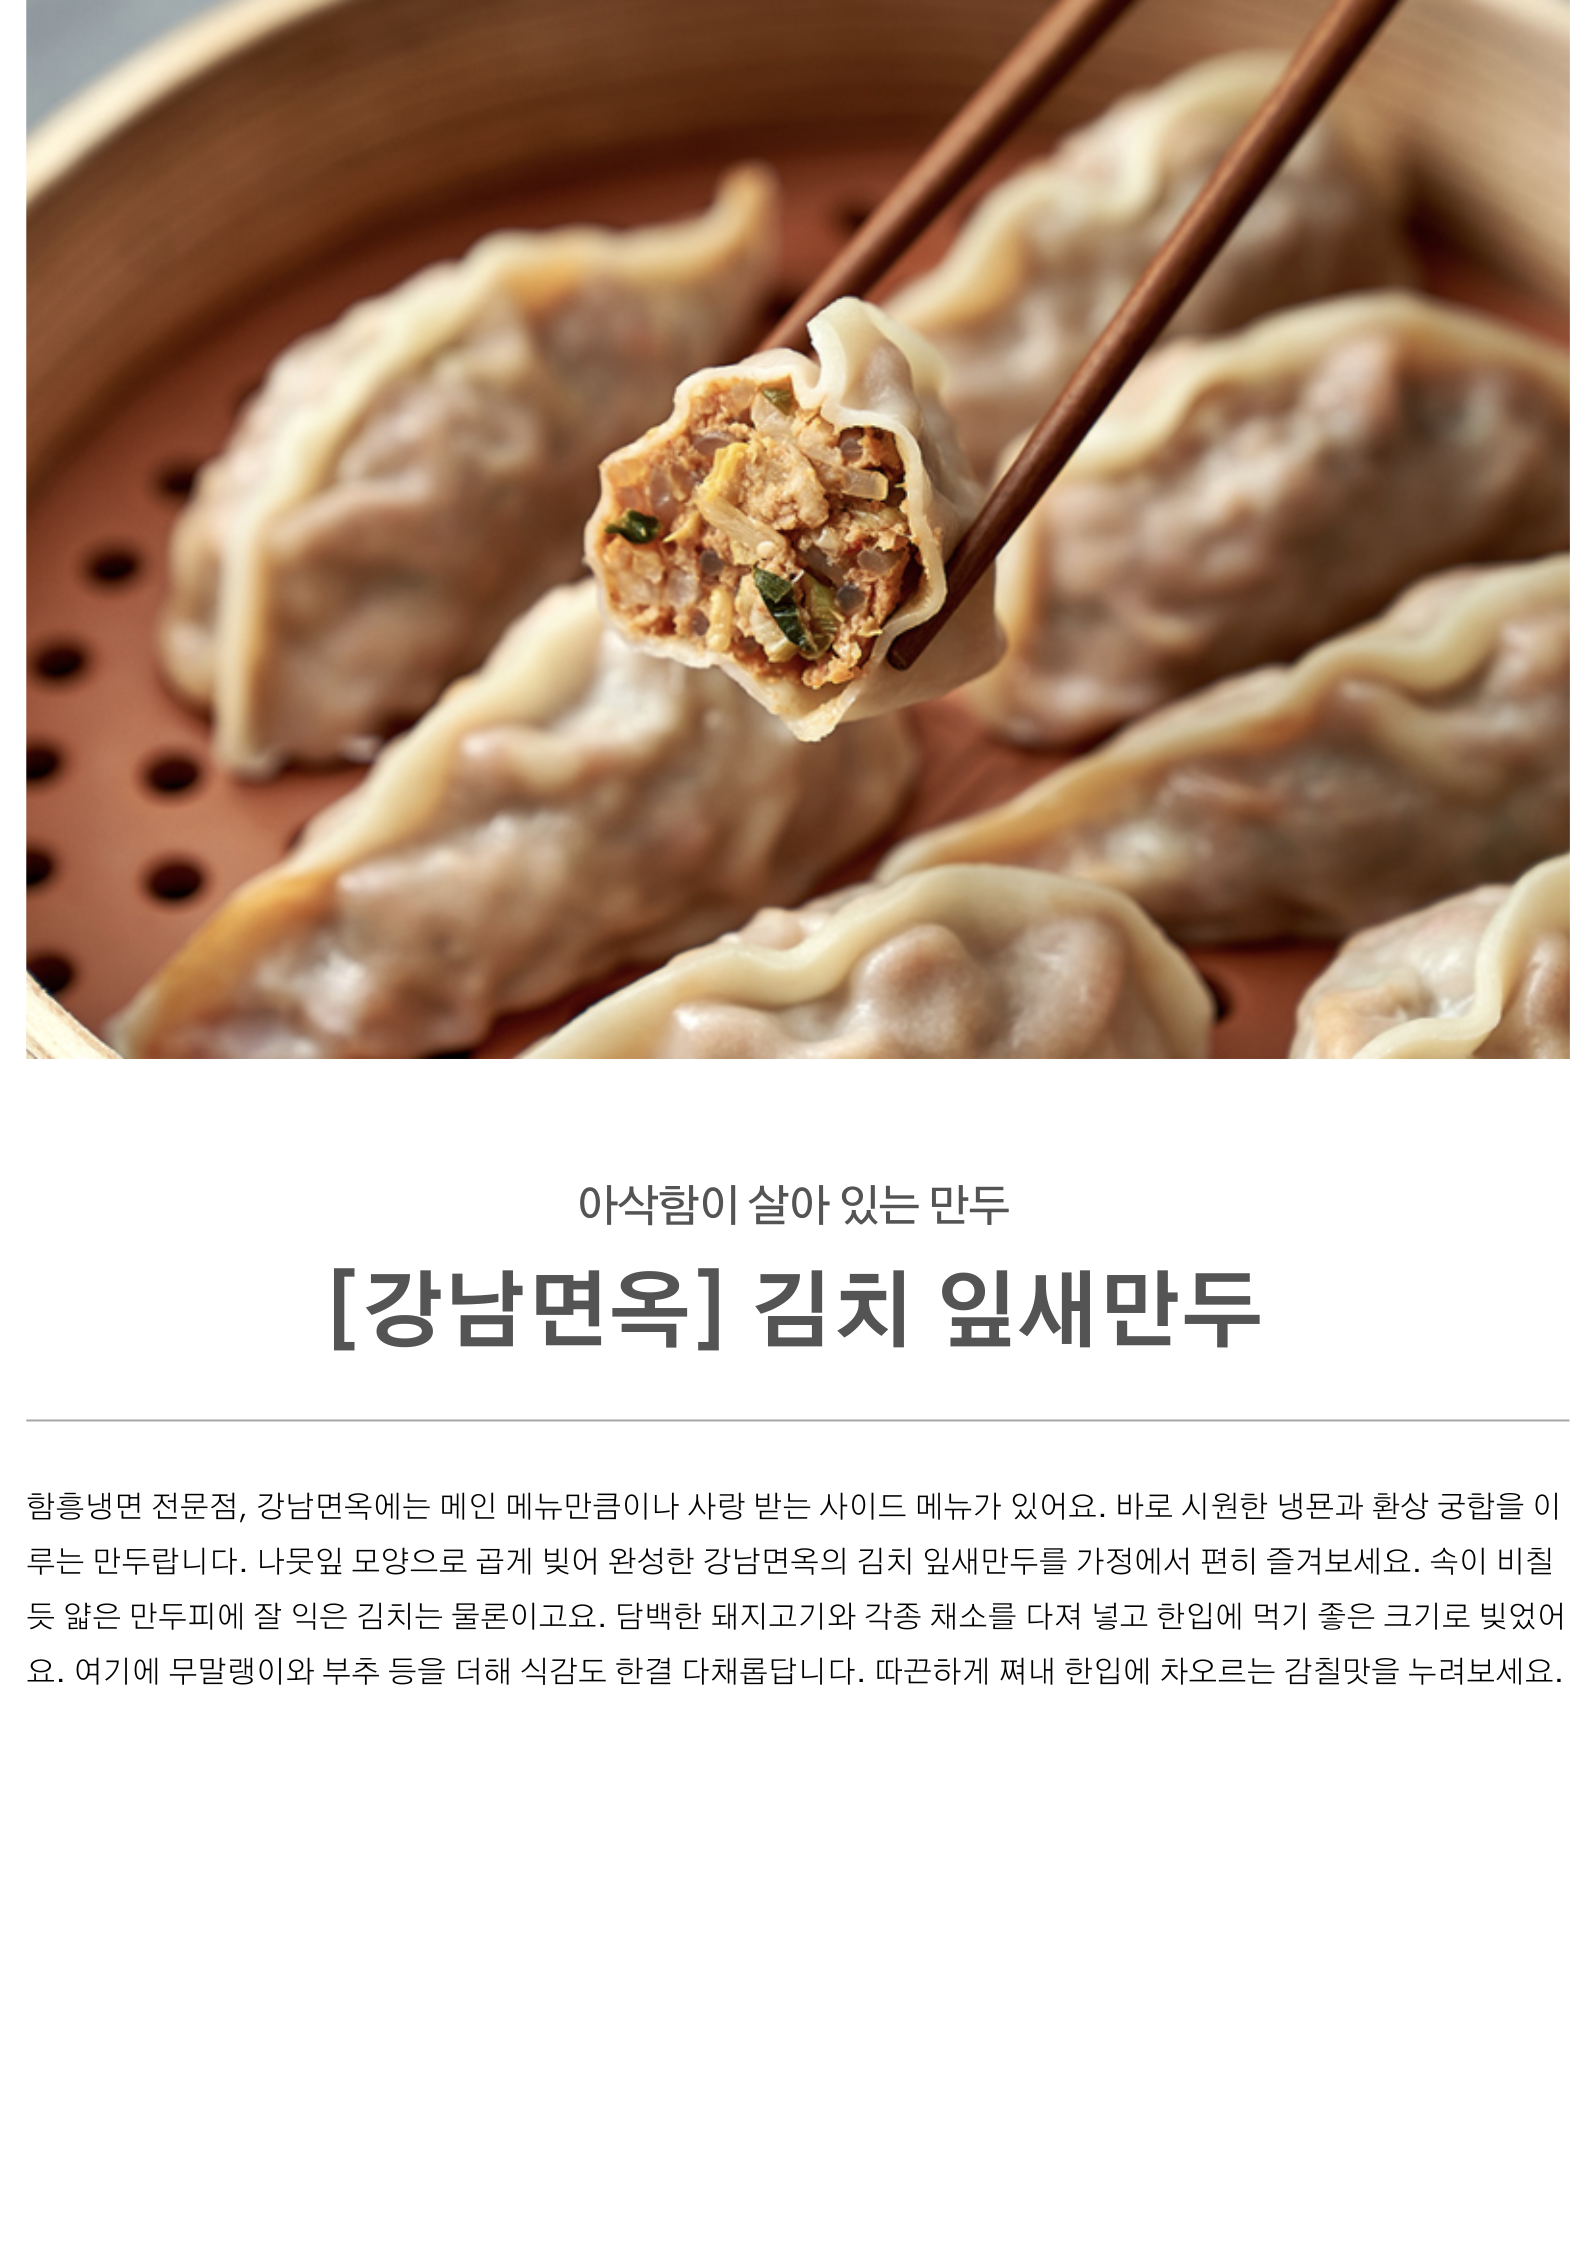 아삭함이 살아 있는 만두
[강남면옥] 김치 잎새만두
함흥냉면 전문점, 강남면옥에는 메인 메뉴만큼이나 사랑 받는 사이드 메뉴가 있어요. 바로 시원한 냉묜과 환상 궁합을 이
루는 만두랍니다. 나뭇잎 모양으로 곱게 빚어 완성한 강남면옥의 김치 잎새만두를 가정에서 편히 즐겨보세요. 속이 비칠
듯 얇은 만두피에 잘 익은 김치는 물론이고요. 담백한 돼지고기와 각종 채소를 다져 넣고 한입에 먹기 좋은 크기로 빚었어
요. 여기에 무말랭이와 부추 등을 더해 식감도 한결 다채롭답니다. 따끈하게 쪄내 한입에 차오르는 감칠맛을 누려보세요.